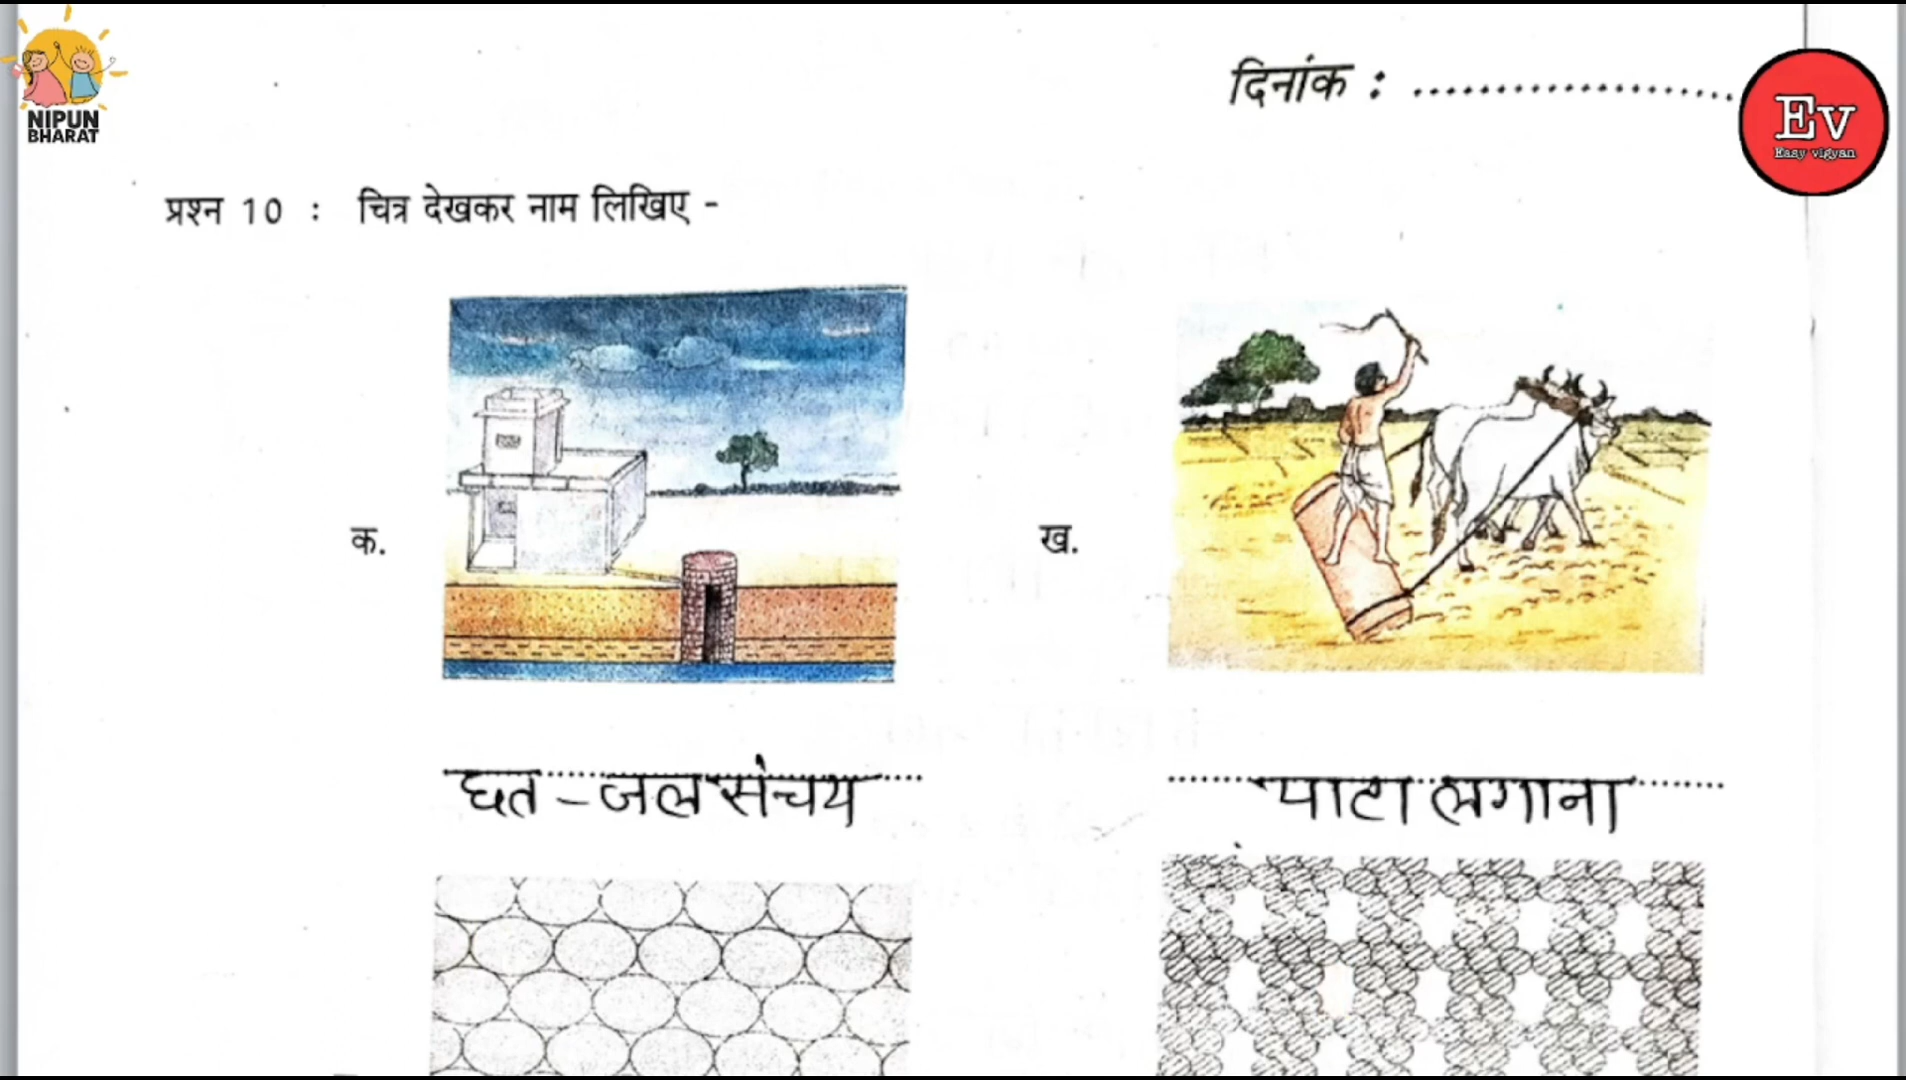 NIPUN
BHARAT
दिनांक : ....................
Ev
Easy vigyan
प्रश्न 10 : चित्र देखकर नाम लिखिए -
क.
ख.
छत - जल संचय
पाटा लगाना